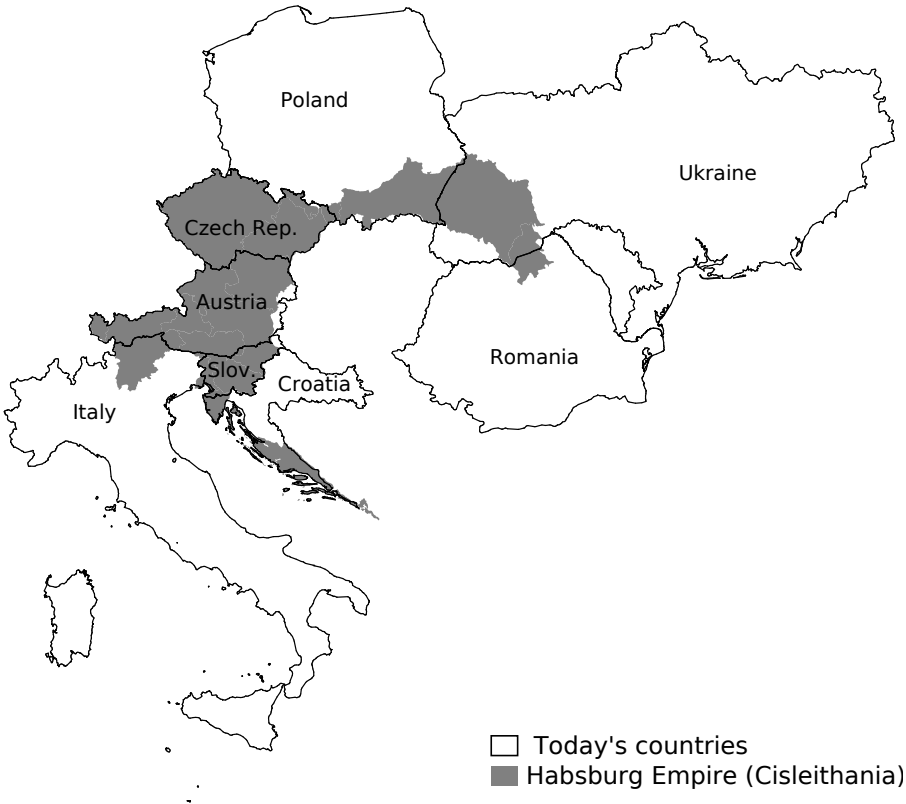 Poland
Ukraine
Czech Rep.
Austria
Romania
Slov.
Croatia
Italy
Today's countries
Habsburg Empire (Cisleithania)